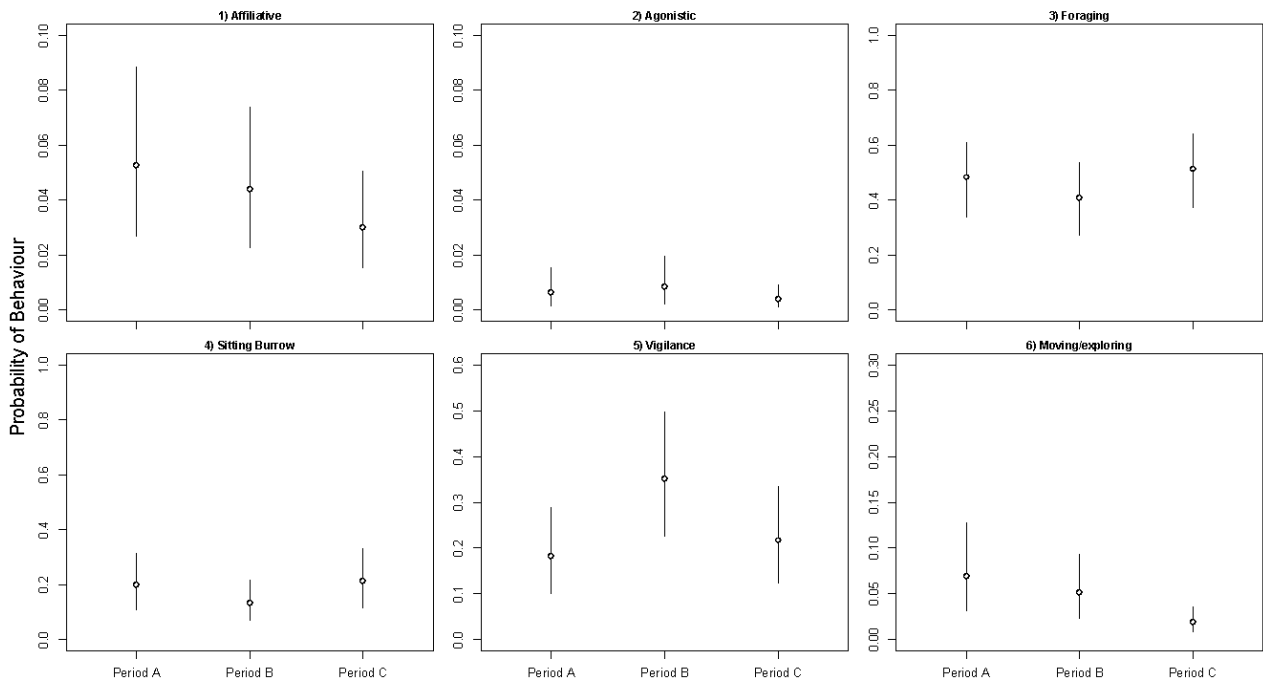 1) Affiliative
0.10
0.08
0.06
0.04
0.02
0.00
2) Agonistic
0.10
0.08
0.06
0.04
0.02
0.00
3) Foraging
1.0
0.8
0.6
0.4
0.2
0.0
Probability of Behaviour
4) Sitting Burrow
1.0
0.8
0.6
0.4
0.2
0.0
Period A
Period B
Period C
5) Vigilance
0.6
0.5
0.4
0.3
0.2
0.1
0.0
Period A
Period B
Period C
6) Moving/exploring
0.30
0.25
0.20
0.15
0.10
0.05
0.00
Period A
Period B
Period C